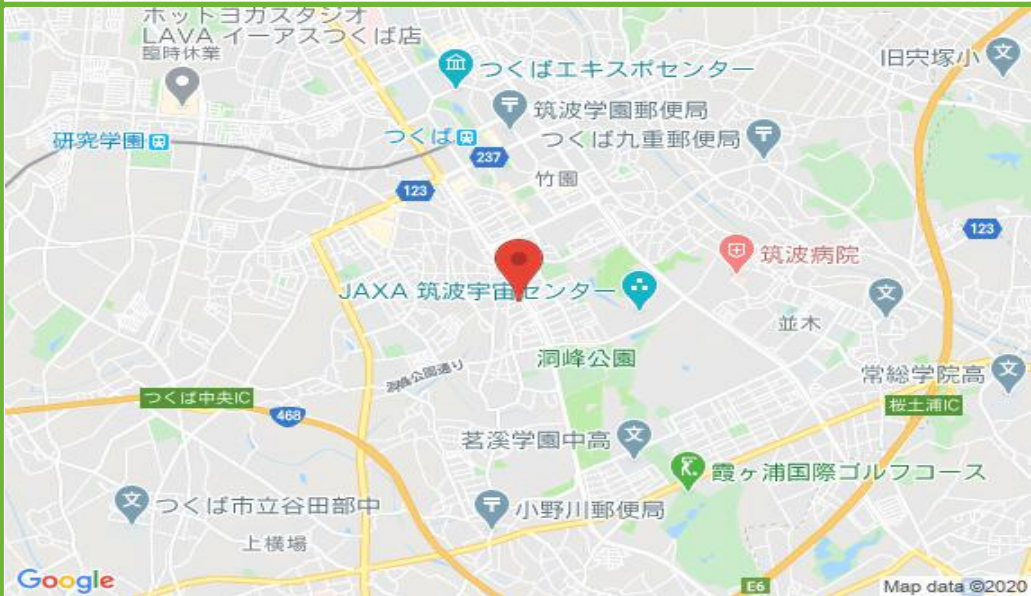 ホットヨガスタジオ
LAVA イーアスつくば店
臨時休業
旧宍塚小
つくばエキスポセンター
筑波学園郵便局
研究学園
つくば
つくば九重郵便局
237
竹園
123
123
筑波病院
JAXA 筑波宇宙センター
並木
洞峰公園
洞峰公園通り
常総学院高
つくば中央IC
468
桜土浦IC
茗溪学園中高
霞ヶ浦国際ゴルフコース
つくば市立谷田部中
小野川郵便局
上横場
Google
E6
Map data ©2020